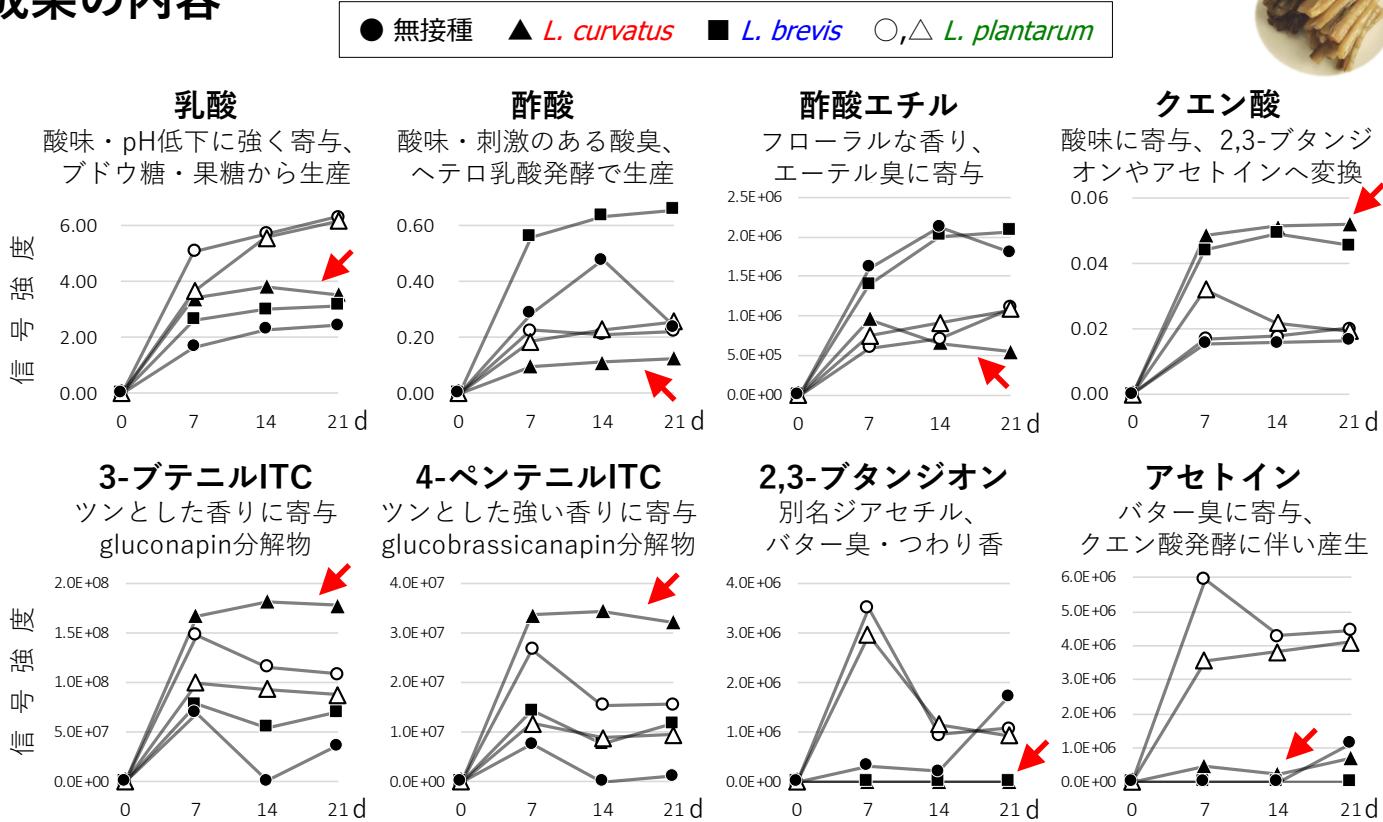 成果の内容
● 無接種 ▲ L. curvatus ■ L. brevis ○,△ L. plantarum
乳酸
酸味・pH低下に強く寄与、
ブドウ糖・果糖から生産
信号強度
6.00
4.00
2.00
0.00
0 7 14 21 d
酢酸
酸味・刺激のある酸臭、
ヘテロ乳酸発酵で生産
0.60
0.40
0.20
0.00
0 7 14 21 d
酢酸エチル
フローラルな香り、
エーテル臭に寄与
2.5E+06
2.0E+06
1.5E+06
1.0E+06
5.0E+05
0.0E+00
0 7 14 21 d
クエン酸
酸味に寄与、2,3-ブタンジ
オンやアセトインへ変換
0.06
0.04
0.02
0.00
0 7 14 21 d
3-ブテニルITC
ツンとした香りに寄与
gluconapin分解物
信号強度
2.0E+08
1.5E+08
1.0E+08
5.0E+07
0.0E+00
0 7 14 21 d
4-ペンテニルITC
ツンとした強い香りに寄与
glucobrassicanapin分解物
4.0E+07
3.0E+07
2.0E+07
1.0E+07
0.0E+00
0 7 14 21 d
2,3-ブタンジオン
別名ジアセチル、
バター臭・つわり香
4.0E+06
3.0E+06
2.0E+06
1.0E+06
0.0E+00
0 7 14 21 d
アセトイン
バター臭に寄与、
クエン酸発酵に伴い産生
6.0E+06
5.0E+06
4.0E+06
3.0E+06
2.0E+06
1.0E+06
0.0E+00
0 7 14 21 d